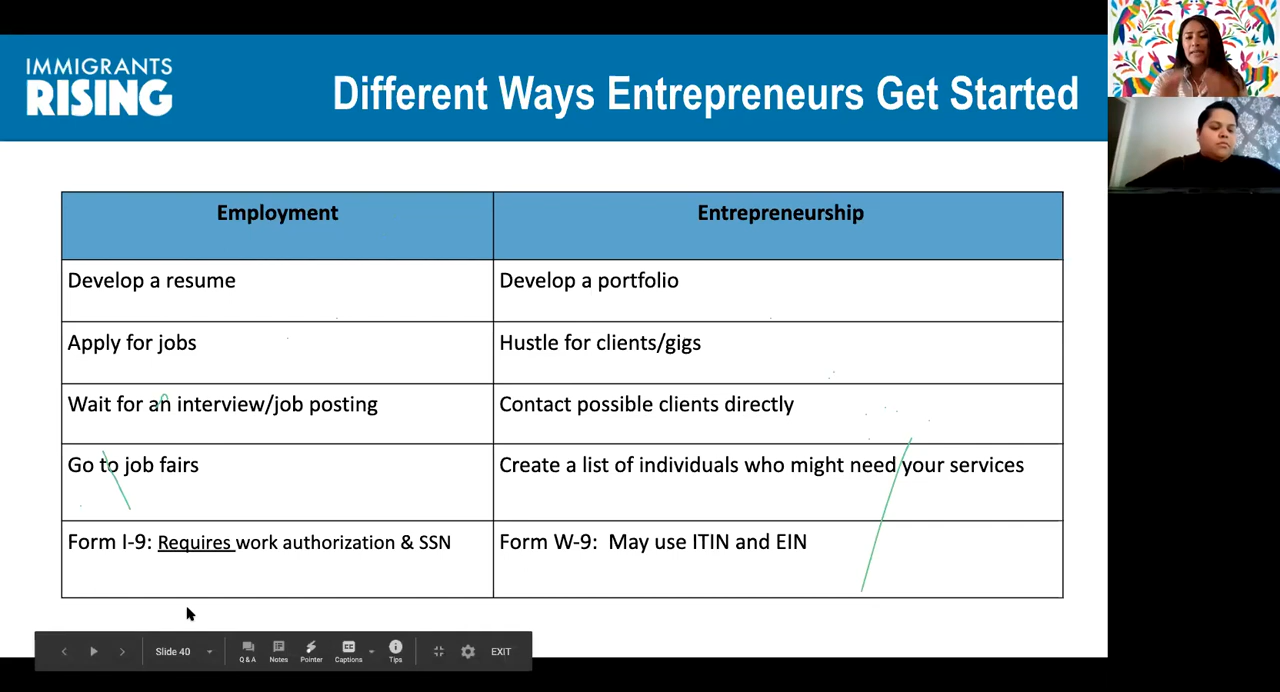 IMMIGRANTS
RISING
Different Ways Entrepreneurs Get Started
Employment
Entrepreneurship
Develop a resume
Develop a portfolio
Apply for jobs
Hustle for clients/gigs
Wait for an interview/job posting
Contact possible clients directly
Go to job fairs
Create a list of individuals who might need your services
Form I-9: Requires work authorization & SSN
Form W-9: May use ITIN and EIN
Slide 40
Q & A
Notes
Pointer
CC
Captions
Tips
EXIT